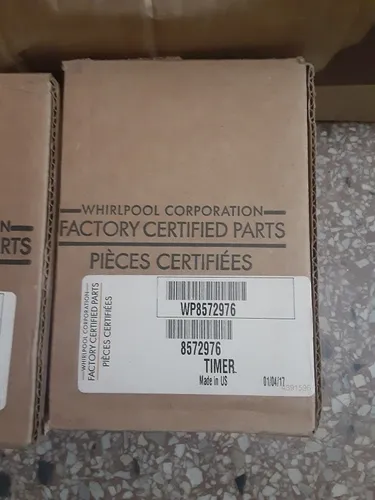 WHIRLPOOL CORPORATION
FACTORY CERTIFIED PARTS
PIÈCES CERTIFIÉES
N
RTS
WHIRLPOOL CORPORATION
FACTORY CERTIFIED PARTS
PIÈCES CERTIFIÉES
WP8572976
8572976
TIMER
Made in US
01/04/17